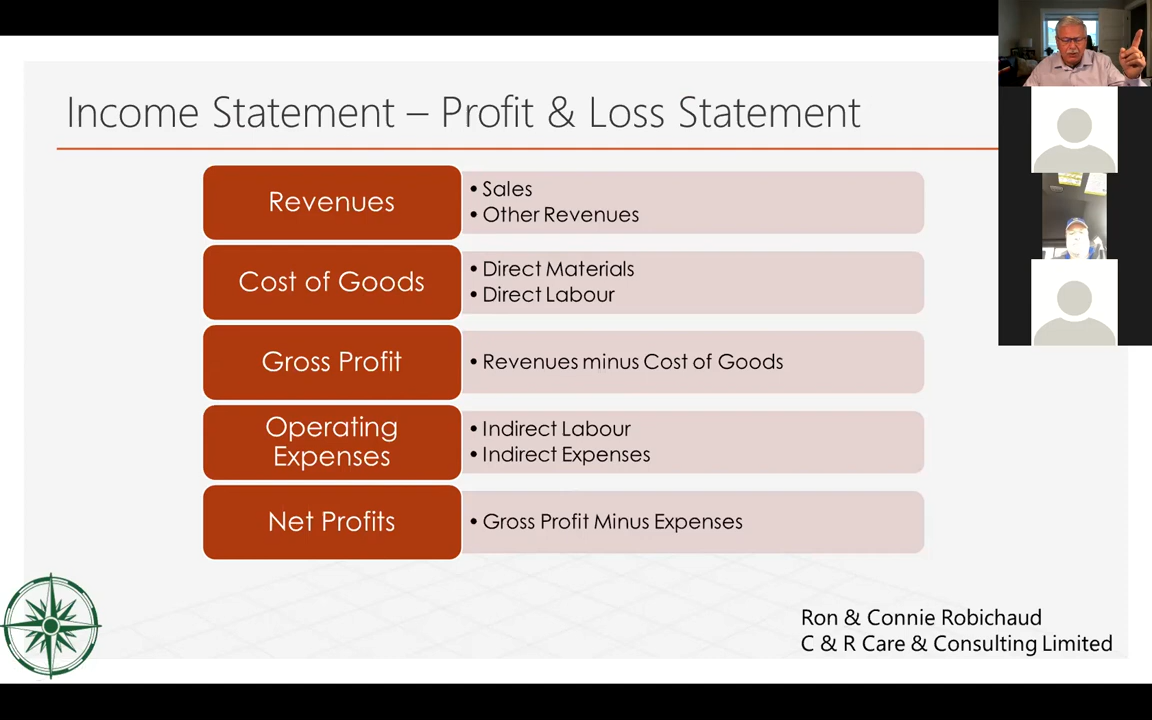 Income Statement – Profit & Loss Statement
Revenues
• Sales
• Other Revenues
Cost of Goods
• Direct Materials
• Direct Labour
Gross Profit
• Revenues minus Cost of Goods
Operating
Expenses
• Indirect Labour
• Indirect Expenses
Net Profits
• Gross Profit Minus Expenses
Ron & Connie Robichaud
C & R Care & Consulting Limited